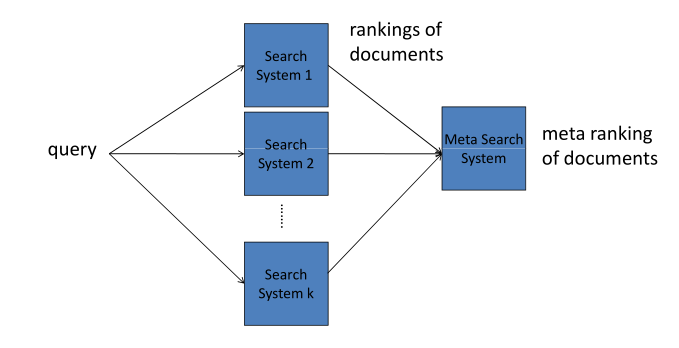 rankings of
documents
Search
System 1
query
Search
System 2
Meta Search
System
meta ranking
of documents
Search
System k